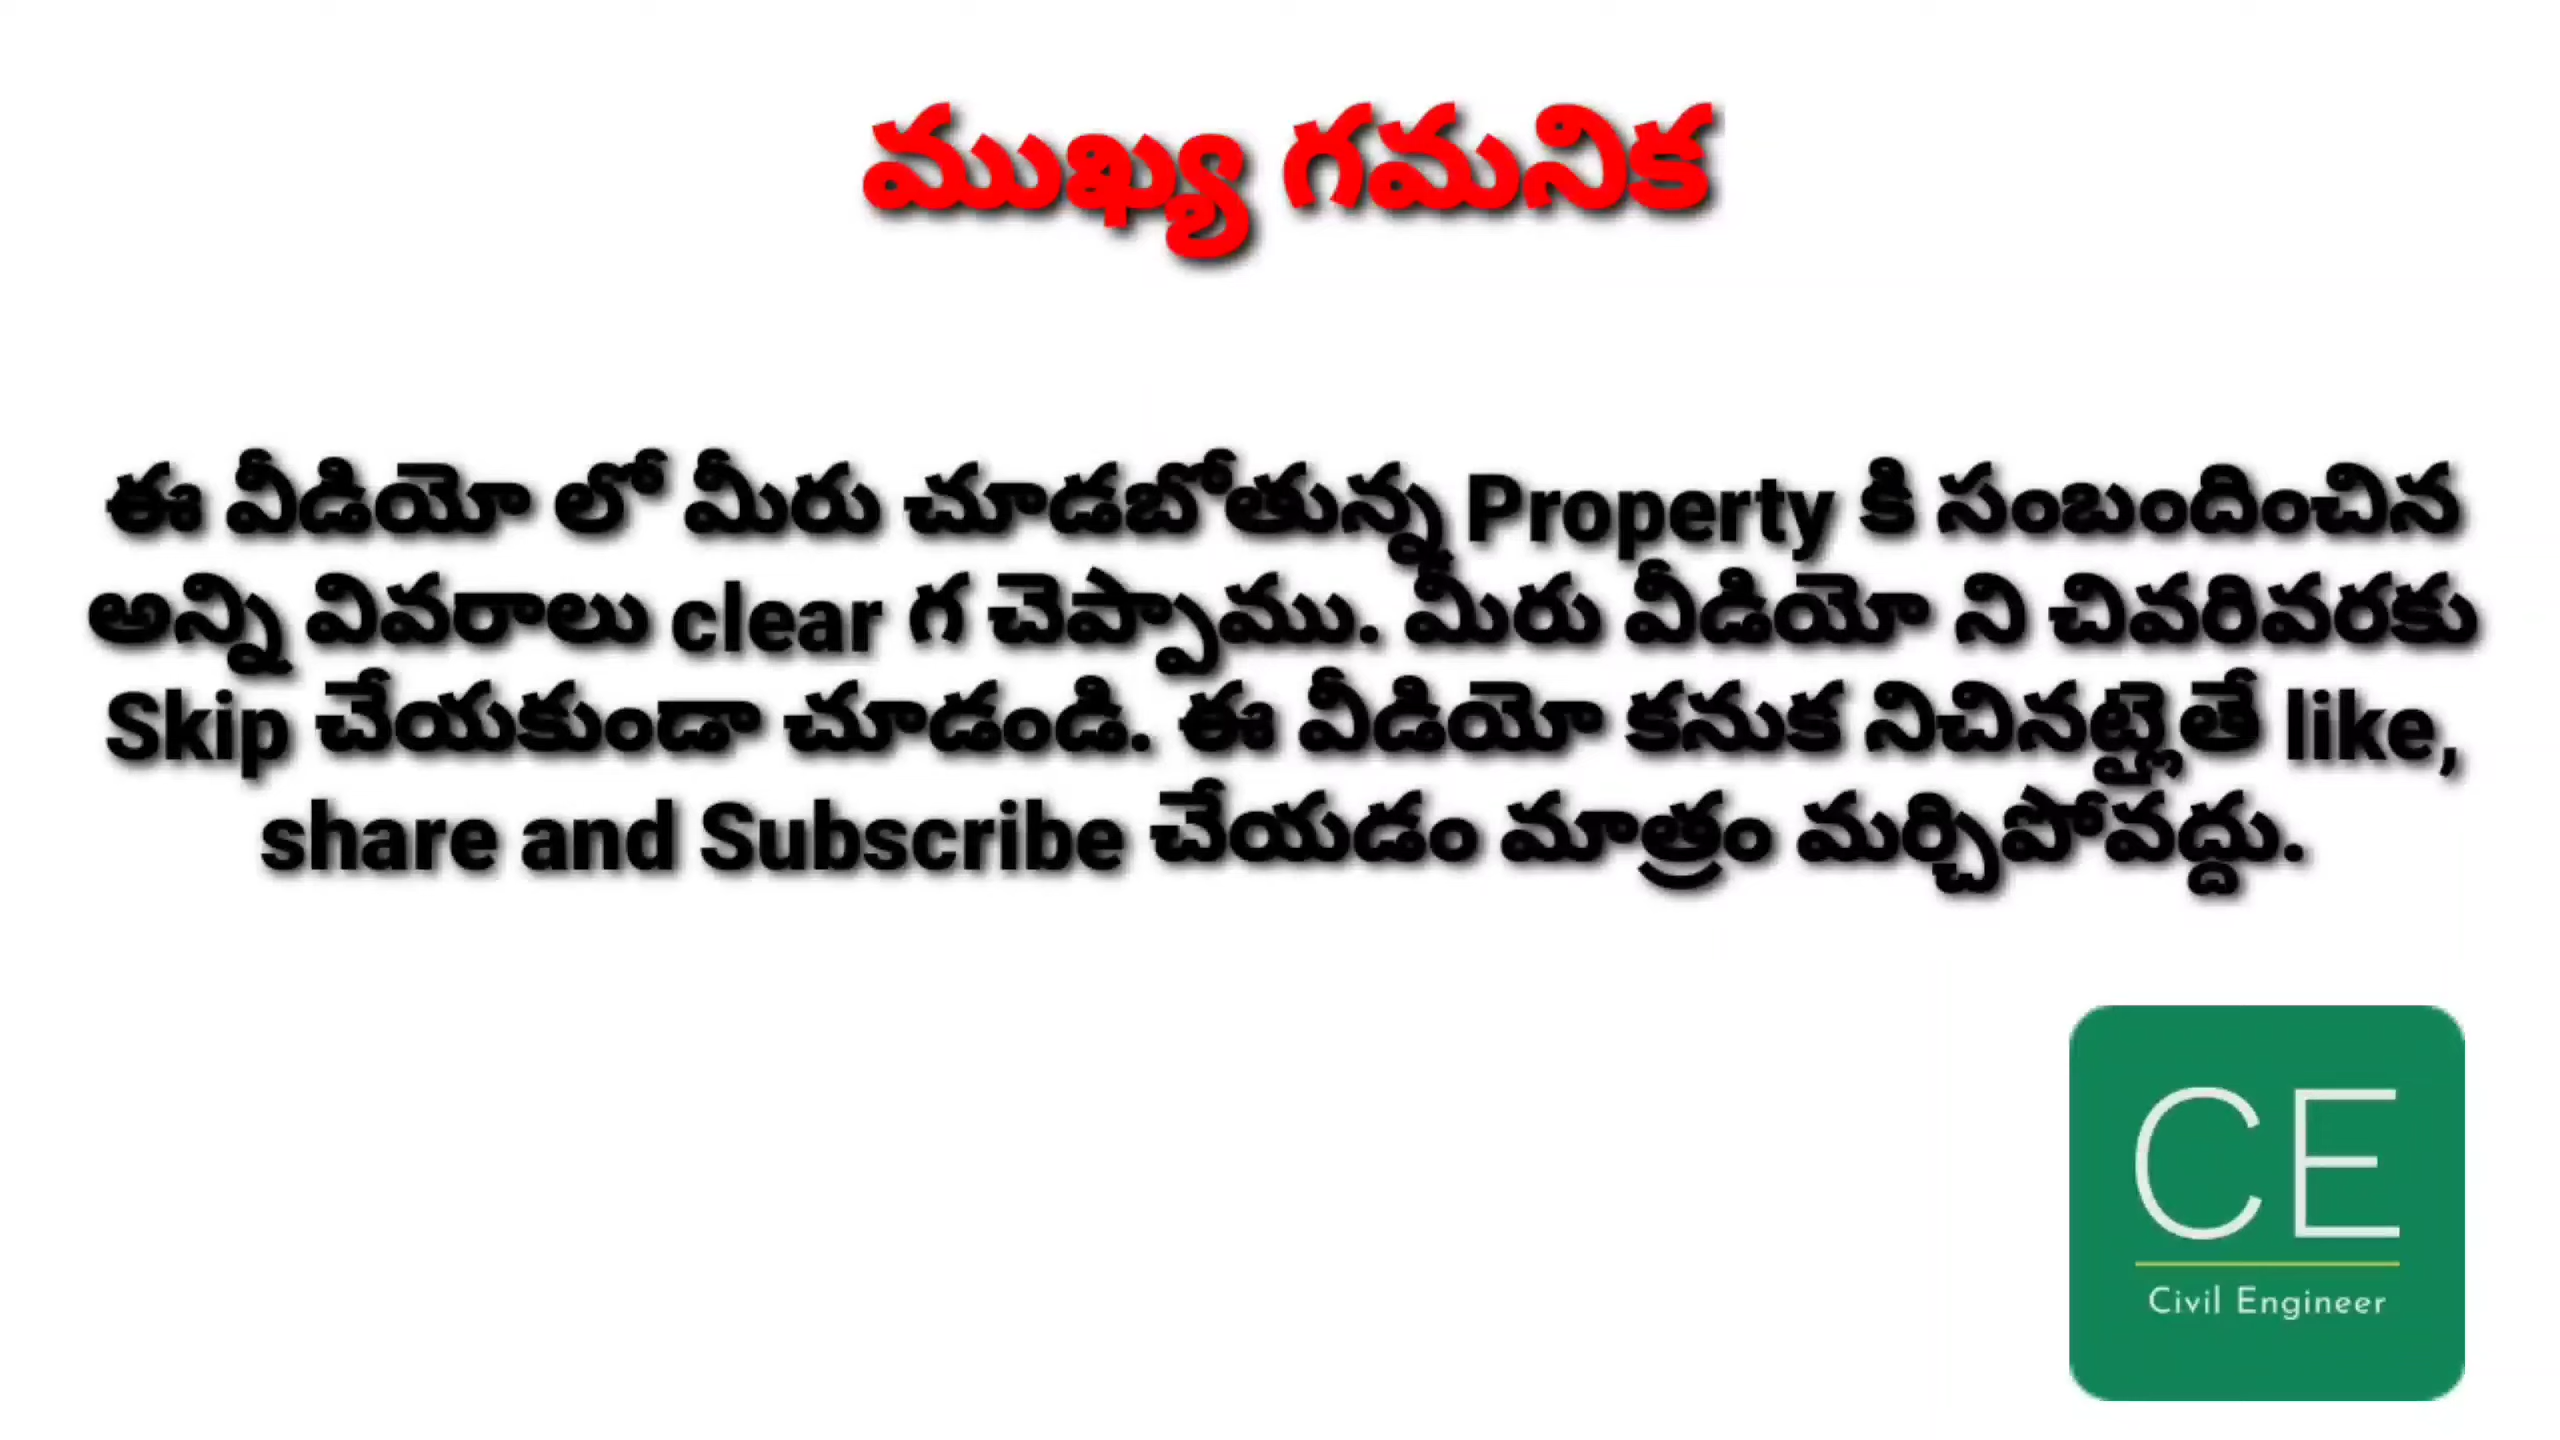 ముఖ్య గమనిక
ఈ వీడియో లో మీరు చూడబోతున్న Property కి సంబందించిన
అన్ని వివరాలు clear గ చెప్పాము. మీరు వీడియో ని చివరివరకు
Skip చేయకుండా చూడండి. ఈ వీడియో కనుక నిచినట్లైతే like,
share and Subscribe చేయడం మాత్రం మర్చిపోవద్దు.
CE
Civil Engineer